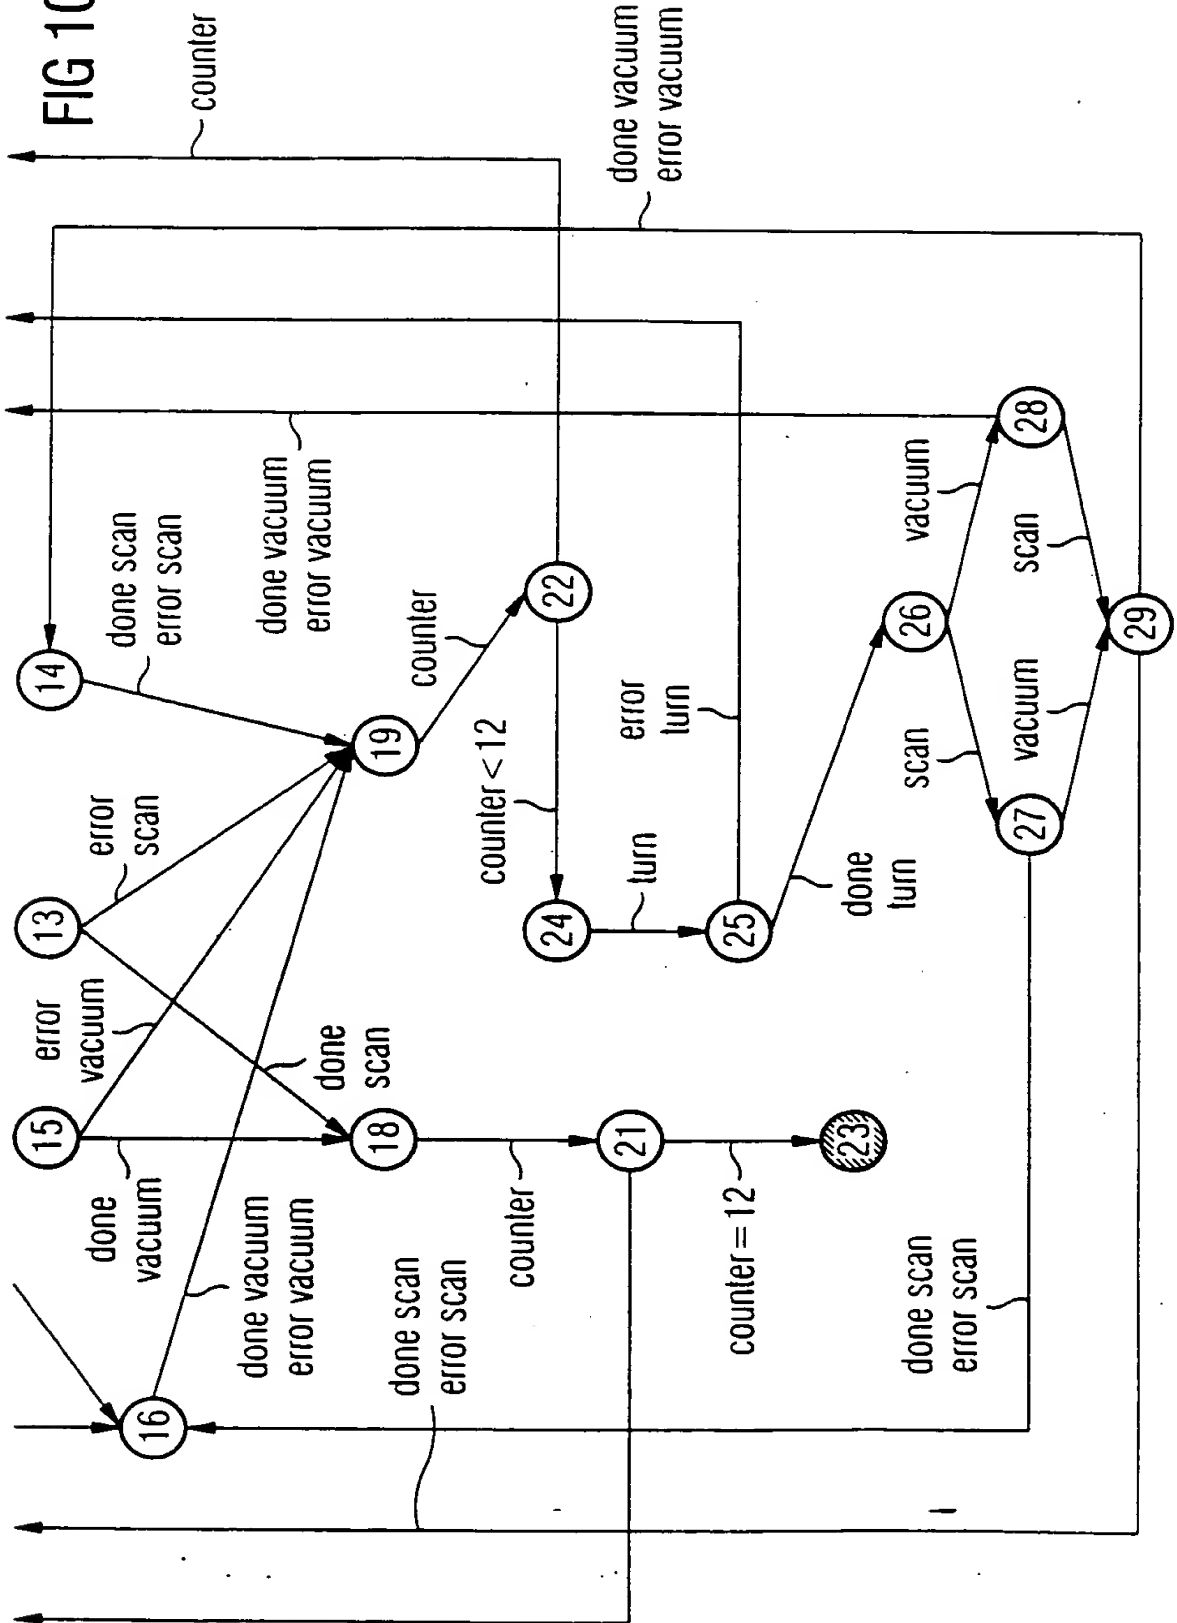 FIG 10
counter
done vacuum
error vacuum
14
done scan
error scan
done vacuum
error vacuum
13
error
scan
19
counter
22
15
error
vacuum
done
scan
counter<12
error
turn
done
vacuum
18
24
turn
25
vacuum
28
16
done vacuum
error vacuum
counter
21
done
turn
26
scan
scan
27
vacuum
29
done scan
error scan
counter=12
23
done scan
error scan